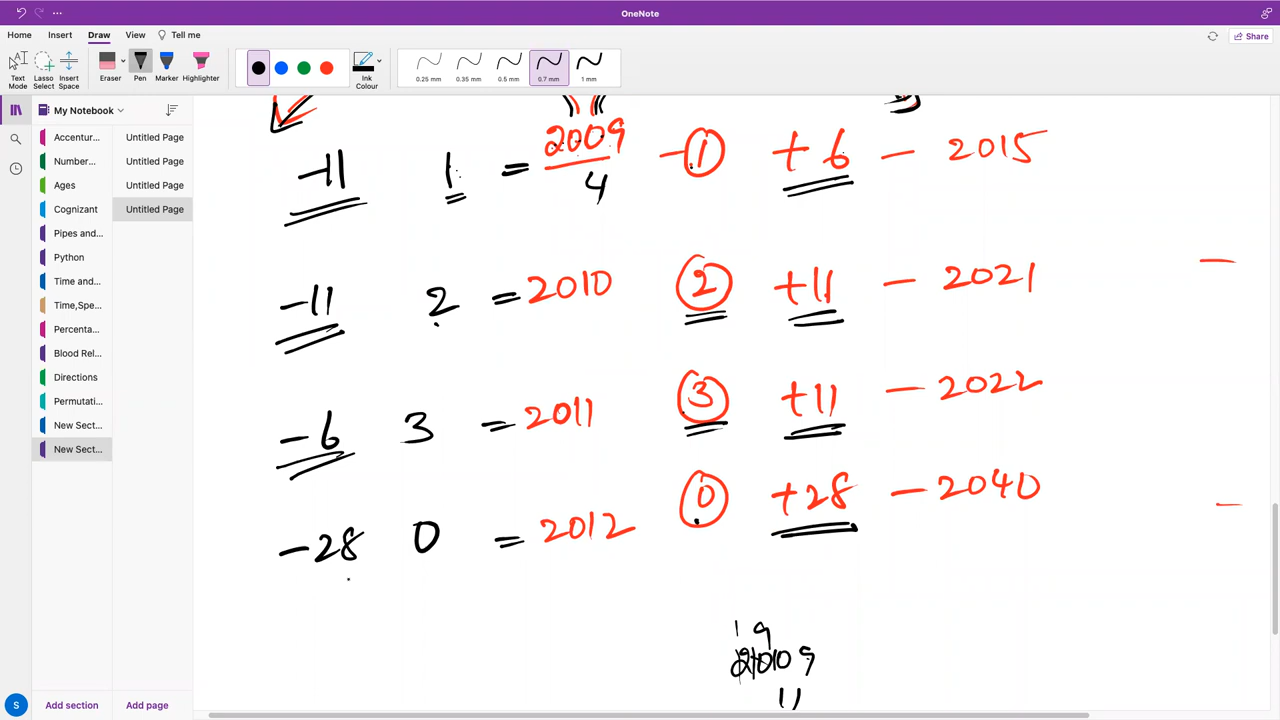 OneNote
Home Insert Draw View Tell me
Share
Text Mode
Lasso Select
Insert Space
Eraser
Pen
Marker
Highlighter
Ink Colour
0.25 mm
0.35 mm
0.5 mm
0.7 mm
1 mm
My Notebook
Accentur...
Number...
Ages
Cognizant
Pipes and...
Python
Time and...
Time,Spe...
Percenta...
Blood Rel...
Directions
Permutati...
New Sect...
New Sect...
Untitled Page
Untitled Page
Untitled Page
Untitled Page
S
Add section
Add page
-11 1 = 2009/4 -1 +6 - 2015
-11 2 = 2010 2 +11 - 2021
-6 3 = 2011 3 +11 - 2022
-28 0 = 2012 0 +28 - 2040
1 9
11